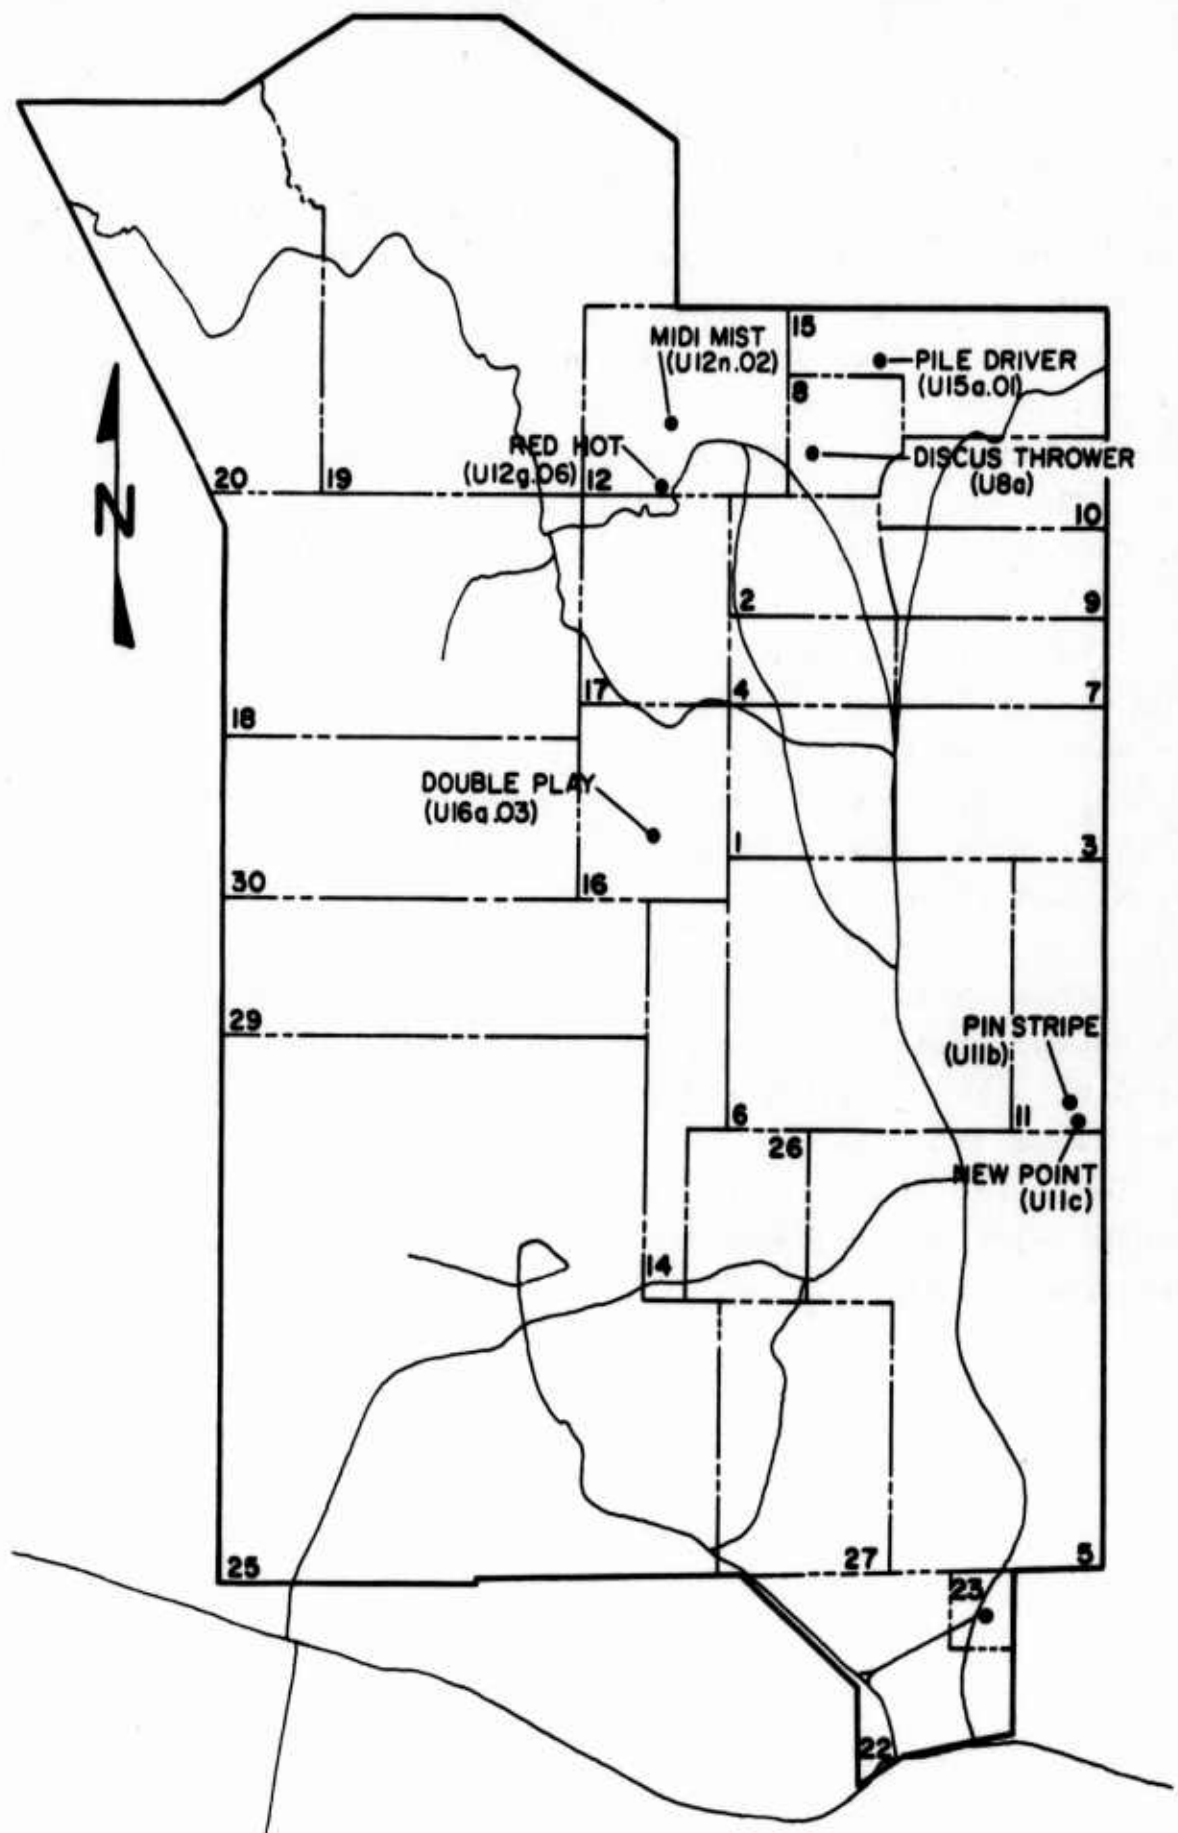 15
MIDI MIST
(U12n.02)
PILE DRIVER
(U15a.01)
8
RED HOT
(U12g.06)
DISCUS THROWER
(U8a)
20
19
12
N
10
2
9
17
4
7
18
DOUBLE PLAY
(U16a.03)
1
3
30
16
29
PIN STRIPE
(U11b)
6
11
26
NEW POINT
(U11c)
14
25
27
5
23
22